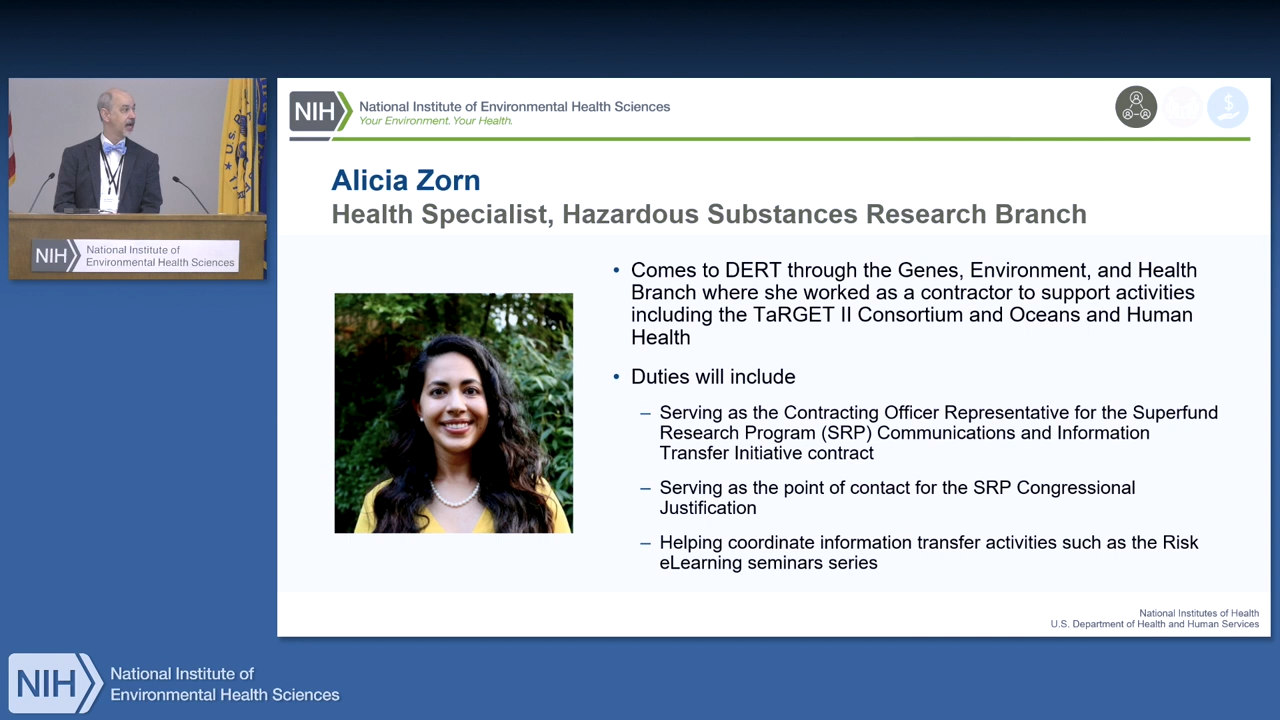 NIH
National Institute of Environmental Health Sciences
Your Environment. Your Health.
$
Alicia Zorn
Health Specialist, Hazardous Substances Research Branch
• Comes to DERT through the Genes, Environment, and Health
Branch where she worked as a contractor to support activities
including the TaRGET II Consortium and Oceans and Human
Health
• Duties will include
– Serving as the Contracting Officer Representative for the Superfund
Research Program (SRP) Communications and Information
Transfer Initiative contract
– Serving as the point of contact for the SRP Congressional
Justification
– Helping coordinate information transfer activities such as the Risk
eLearning seminars series
National Institutes of Health
U.S. Department of Health and Human Services
NIH
National Institute of
Environmental Health Sciences
NIH
National Institute of
Environmental Health Sciences